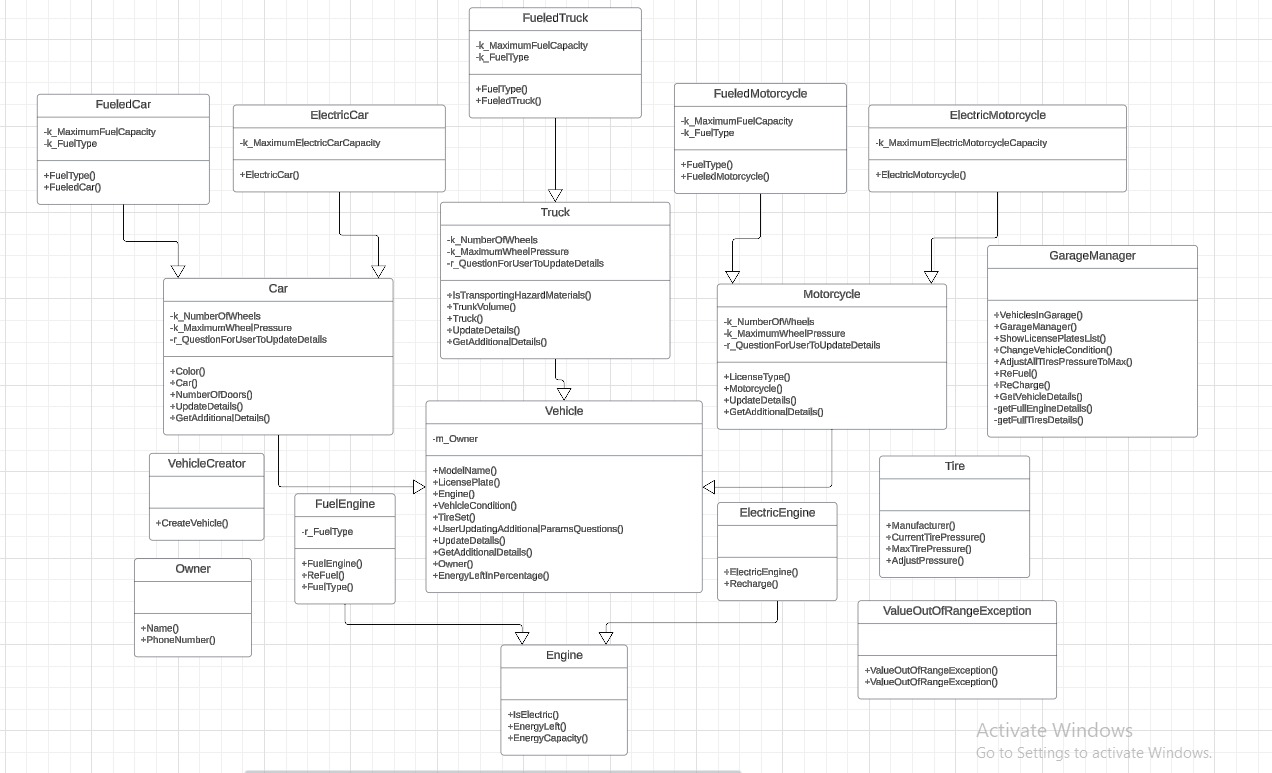 FueledTruck
-k_MaximumFuelCapacity
-k_FuelType
+FuelType()
+FueledTruck()
FueledCar
-k_MaximumFuelCapacity
-k_FuelType
+FuelType()
+FueledCar()
ElectricCar
-k_MaximumElectricCarCapacity
+ElectricCar()
FueledMotorcycle
-k_MaximumFuelCapacity
-k_FuelType
+FuelType()
+FueledMotorcycle()
ElectricMotorcycle
-k_MaximumElectricMotorcycleCapacity
+ElectricMotorcycle()
Truck
-k_NumberOfWheels
-k_MaximumWheelPressure
-r_QuestionForUserToUpdateDetails
+IsTransportingHazardMaterials()
+TrunkVolume()
+Truck()
+UpdateDetails()
+GetAdditionalDetails()
Car
-k_NumberOfWheels
-k_MaximumWheelPressure
-r_QuestionForUserToUpdateDetails
+Color()
+Car()
+NumberOfDoors()
+UpdateDetails()
+GetAdditionalDetails()
Motorcycle
-k_NumberOfWheels
-k_MaximumWheelPressure
-r_QuestionForUserToUpdateDetails
+LicenseType()
+Motorcycle()
+UpdateDetails()
+GetAdditionalDetails()
GarageManager
+VehiclesInGarage()
+GarageManager()
+ShowLicensePlatesList()
+ChangeVehicleCondition()
+AdjustAllTiresPressureToMax()
+ReFuel()
+ReCharge()
+GetVehicleDetails()
-getFullEngineDetails()
-getFullTiresDetails()
Vehicle
-m_Owner
+ModelName()
+LicensePlate()
+Engine()
+VehicleCondition()
+TireSet()
+UserUpdatingAdditionalParamsQuestions()
+UpdateDetails()
+GetAdditionalDetails()
+Owner()
+EnergyLeftInPercentage()
VehicleCreator
+CreateVehicle()
FuelEngine
-r_FuelType
+FuelEngine()
+ReFuel()
+FuelType()
ElectricEngine
+ElectricEngine()
+Recharge()
Tire
+Manufacturer()
+CurrentTirePressure()
+MaxTirePressure()
+AdjustPressure()
Owner
+Name()
+PhoneNumber()
ValueOutOfRangeException
+ValueOutOfRangeException()
+ValueOutOfRangeException()
Engine
+IsElectric()
+EnergyLeft()
+EnergyCapacity()
Activate Windows
Go to Settings to activate Windows.